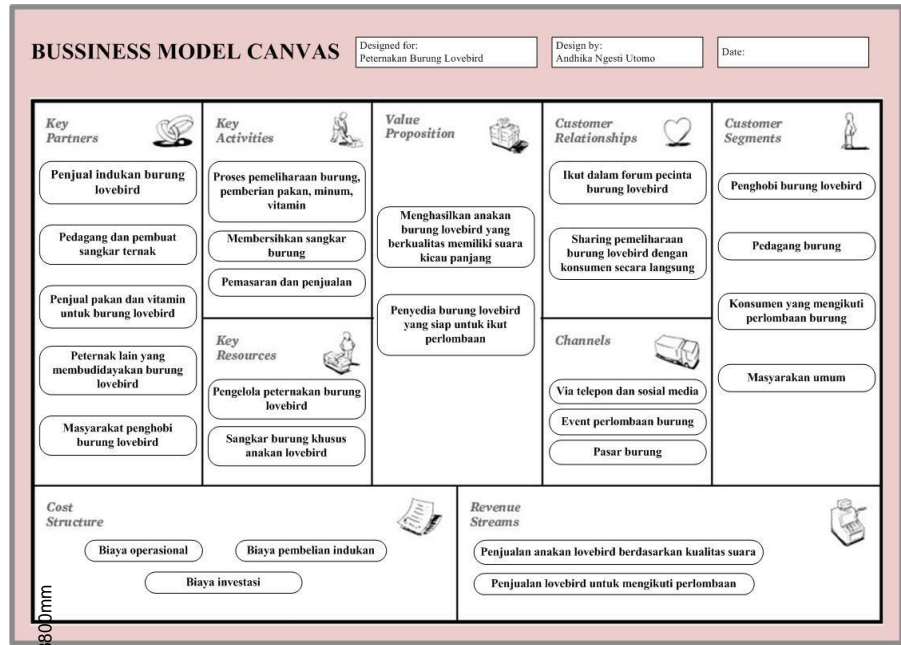 BUSSINESS MODEL CANVAS
Designed for:
Peternakan Burung Lovebird
Design by:
Andhika Ngesti Utomo
Date:
Key
Partners
Penjual indukan burung
lovebird
Pedagang dan pembuat
sangkar ternak
Penjual pakan dan vitamin
untuk burung lovebird
Peternak lain yang
membudidayakan burung
lovebird
Masyarakat penghobi
burung lovebird
Key
Activities
Proses pemeliharaan burung,
pemberian pakan, minum,
vitamin
Membersihkan sangkar
burung
Pemasaran dan penjualan
Key
Resources
Pengelola peternakan burung
lovebird
Sangkar burung khusus
anakan lovebird
Value
Proposition
Menghasilkan anakan
burung lovebird yang
berkualitas memiliki suara
kicau panjang
Penyedia burung lovebird
yang siap untuk ikut
perlombaan
Customer
Relationships
Ikut dalam forum pecinta
burung lovebird
Sharing pemeliharaan
burung lovebird dengan
konsumen secara langsung
Channels
Via telepon dan sosial media
Event perlombaan burung
Pasar burung
Customer
Segments
Penghobi burung lovebird
Pedagang burung
Konsumen yang mengikuti
perlombaan burung
Masyarakan umum
Cost
Structure
Biaya operasional
Biaya pembelian indukan
Biaya investasi
Revenue
Streams
Penjualan anakan lovebird berdasarkan kualitas suara
Penjualan lovebird untuk mengikuti perlombaan
800mm